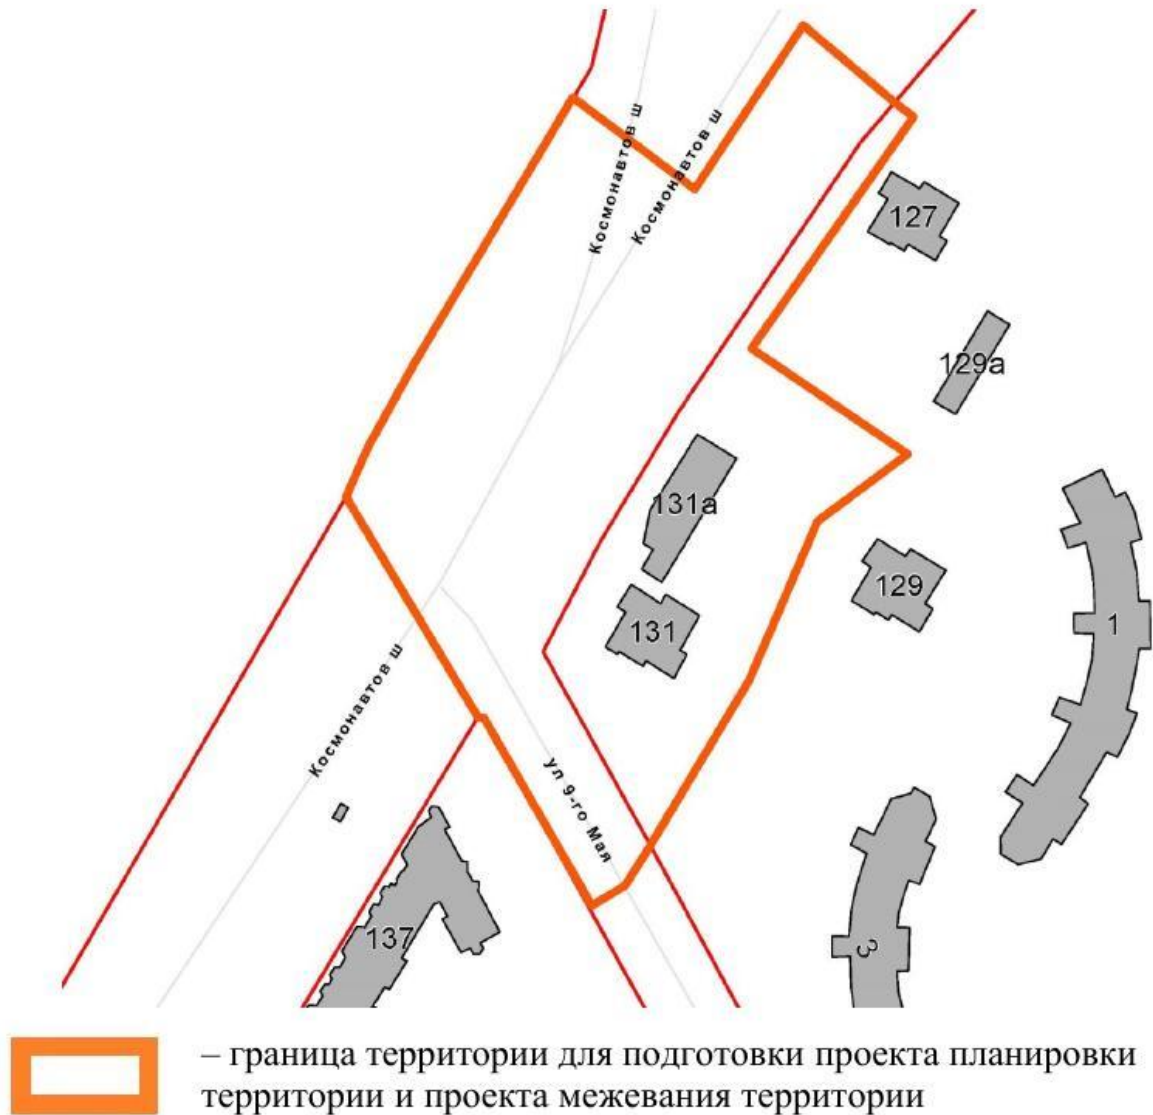 Космонавтов ш
Космонавтов ш
127
129а
131а
129
131
1
Космонавтов ш
ул 9-го Мая
137
3
– граница территории для подготовки проекта планировки
территории и проекта межевания территории